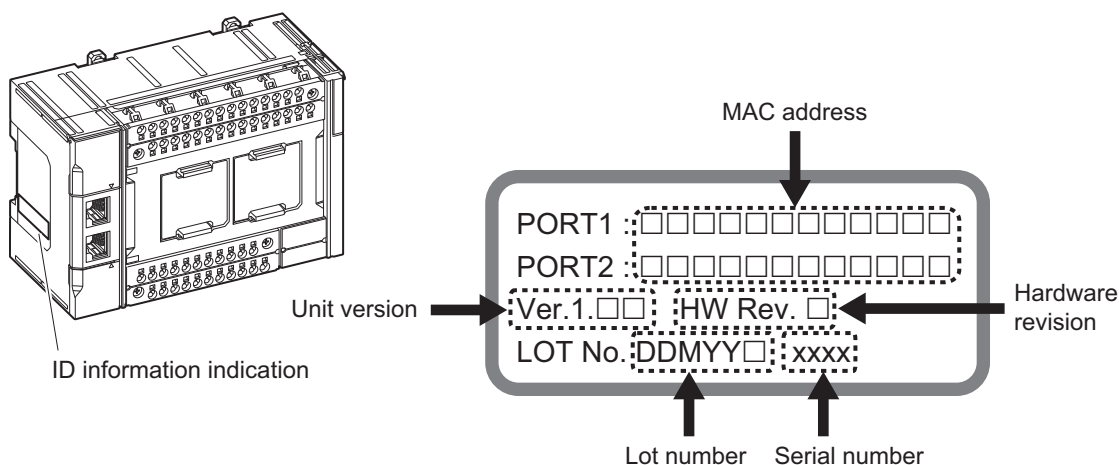 MAC address
PORT1 :□□□□□□□□□□□□
PORT2 :□□□□□□□□□□□□
Unit version
Ver.1.□□ HW Rev. □
Hardware
revision
LOT No. DDMYY□ xxxx
ID information indication
Lot number Serial number